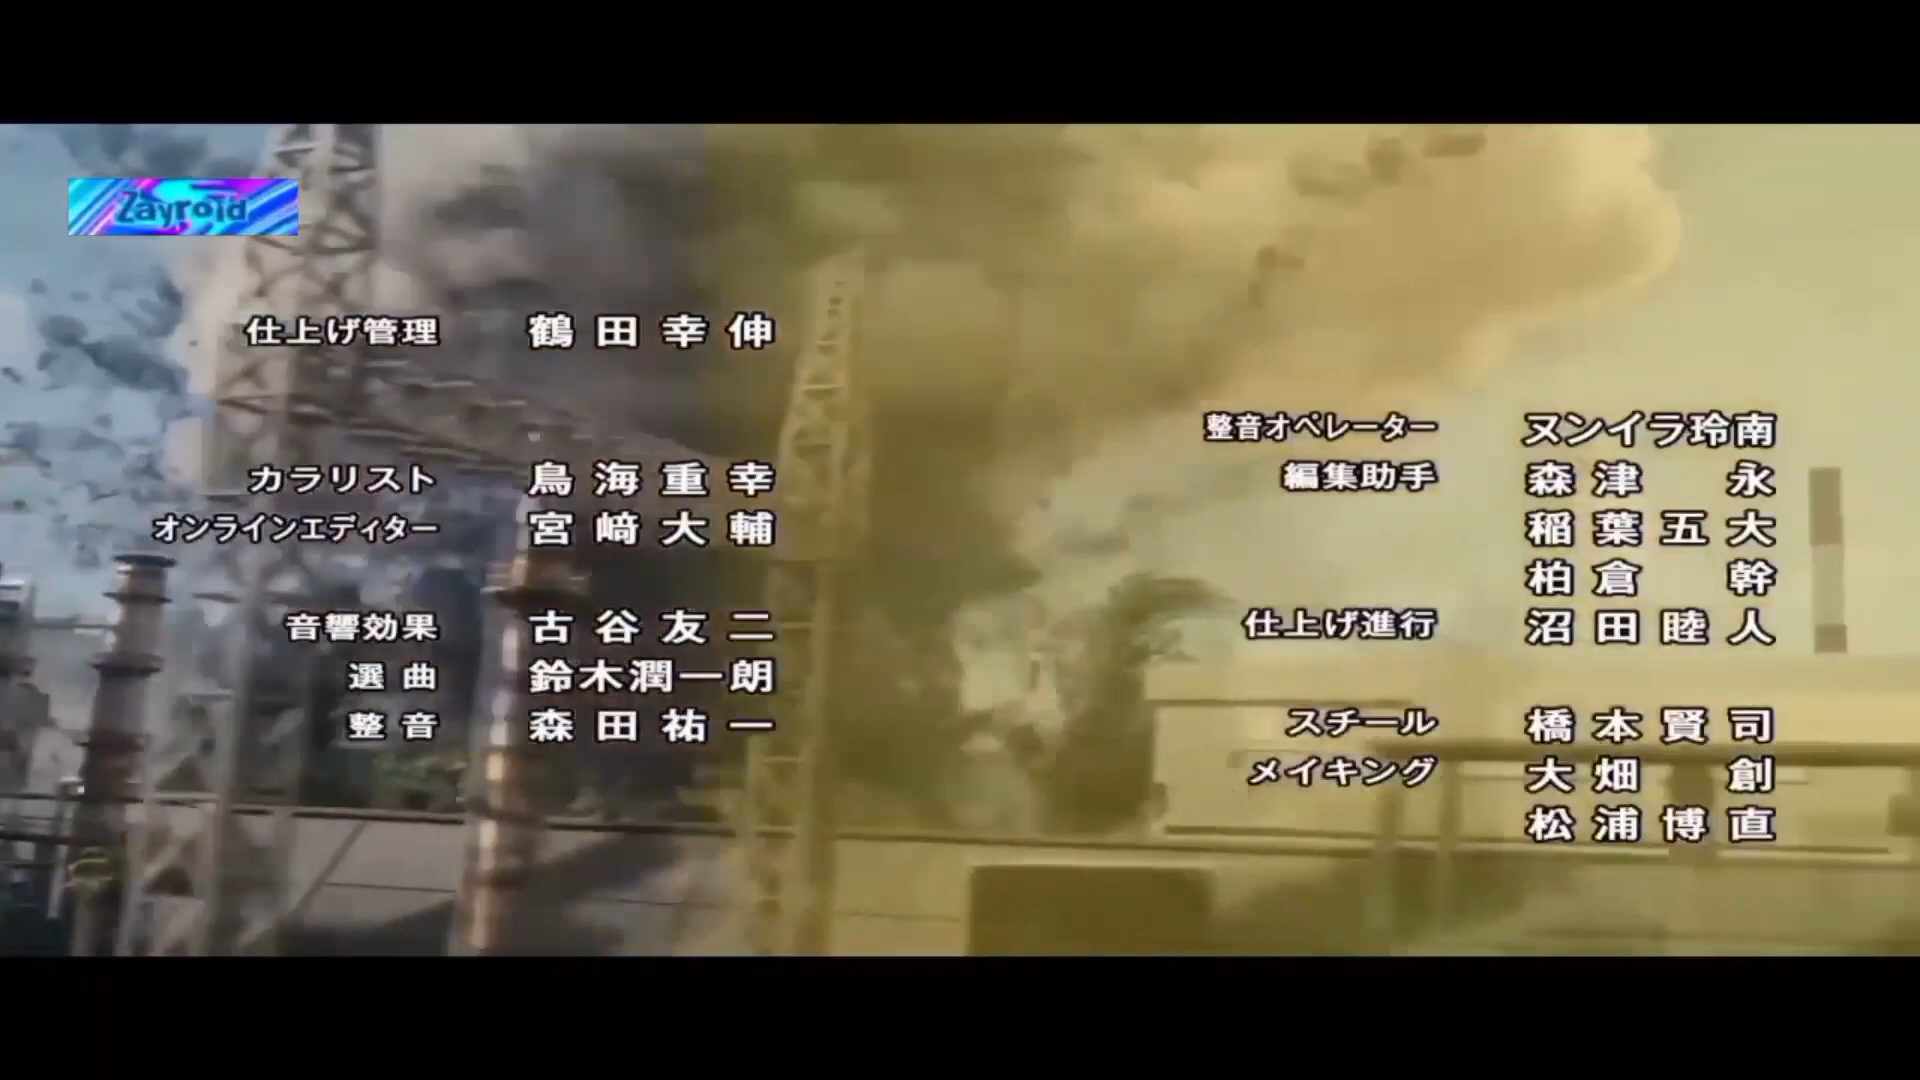 Zayroid
仕上げ管理 鶴田幸伸
カラリスト 鳥海重幸
オンラインエディター 宮﨑大輔
音響効果 古谷友二
選曲 鈴木潤一朗
整音 森田祐一
整音オペレーター ヌンイラ玲南
編集助手 森津 永
稲葉五大
柏倉 幹
仕上げ進行 沼田睦人
スチール 橋本賢司
メイキング 大畑 創
松浦博直